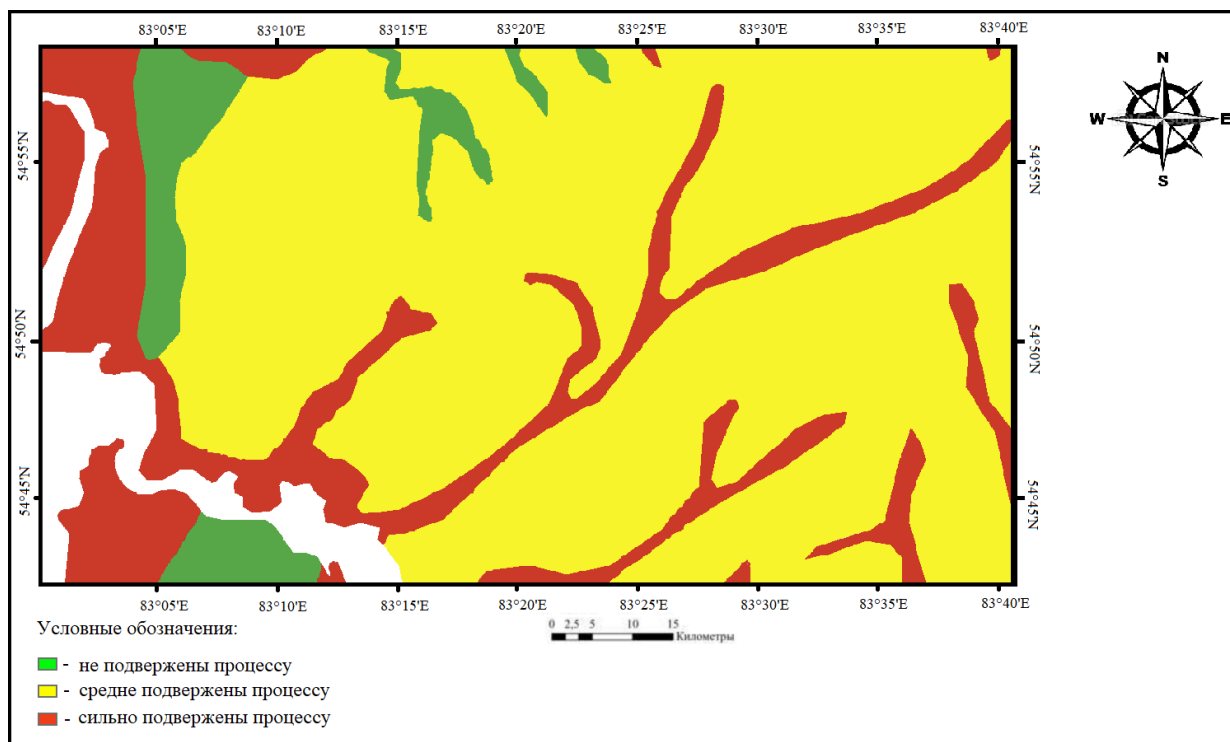 83°05'E 83°10'E 83°15'E 83°20'E 83°25'E 83°30'E 83°35'E 83°40'E
N
W E
S
54°55'N 54°55'N
54°50'N 54°50'N
54°45'N 54°45'N
83°05'E 83°10'E 83°15'E 83°20'E 83°25'E 83°30'E 83°35'E 83°40'E
0 2,5 5 10 15
Километры
Условные обозначения:
- не подвержены процессу
- средне подвержены процессу
- сильно подвержены процессу